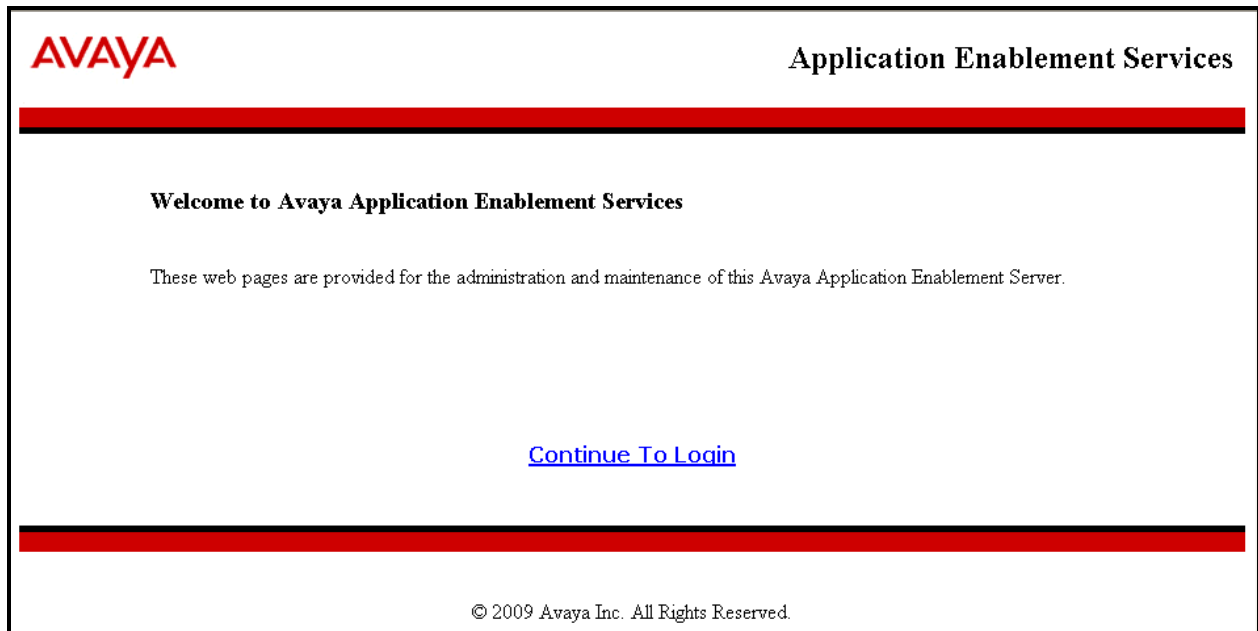 AVAYA
Application Enablement Services
Welcome to Avaya Application Enablement Services
These web pages are provided for the administration and maintenance of this Avaya Application Enablement Server.
Continue To Login
© 2009 Avaya Inc. All Rights Reserved.